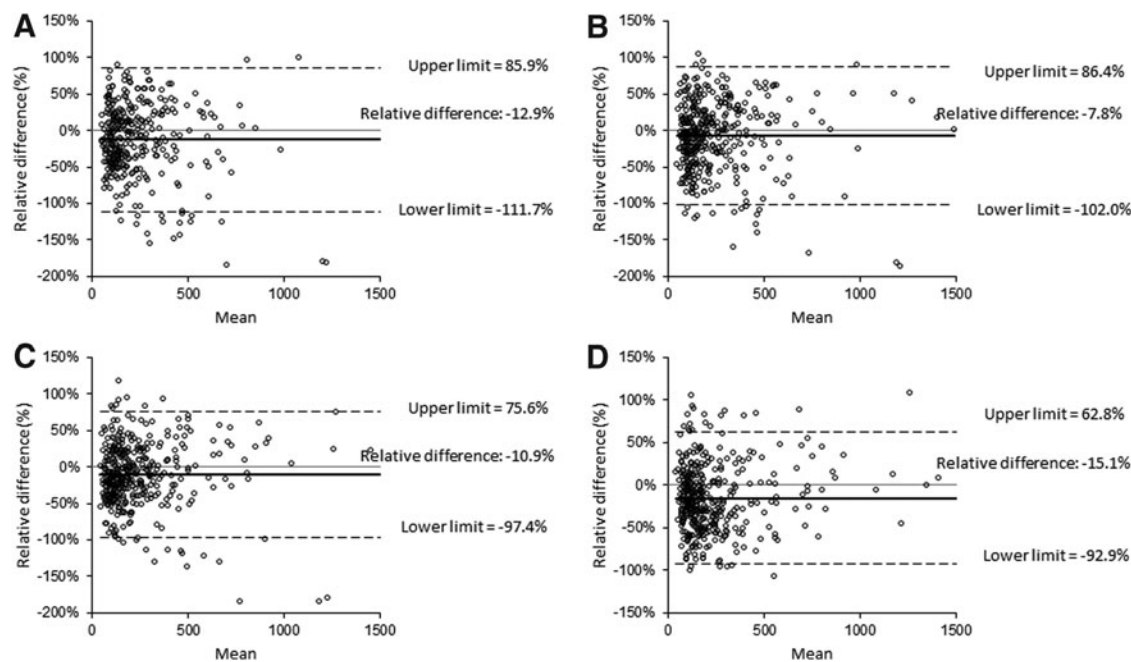 A
Relative difference (%)
150%
100%
50%
0%
-50%
-100%
-150%
-200%
0
500
1000
1500
Mean
Upper limit = 85.9%
Relative difference: -12.9%
Lower limit = -111.7%
B
Relative difference (%)
150%
100%
50%
0%
-50%
-100%
-150%
-200%
0
500
1000
1500
Mean
Upper limit = 86.4%
Relative difference: -7.8%
Lower limit = -102.0%
C
Relative difference (%)
150%
100%
50%
0%
-50%
-100%
-150%
-200%
0
500
1000
1500
Mean
Upper limit = 75.6%
Relative difference: -10.9%
Lower limit = -97.4%
D
Relative difference (%)
150%
100%
50%
0%
-50%
-100%
150%
0
500
1000
1500
Mean
Upper limit = 62.8%
Relative difference: -15.1%
Lower limit = -92.9%